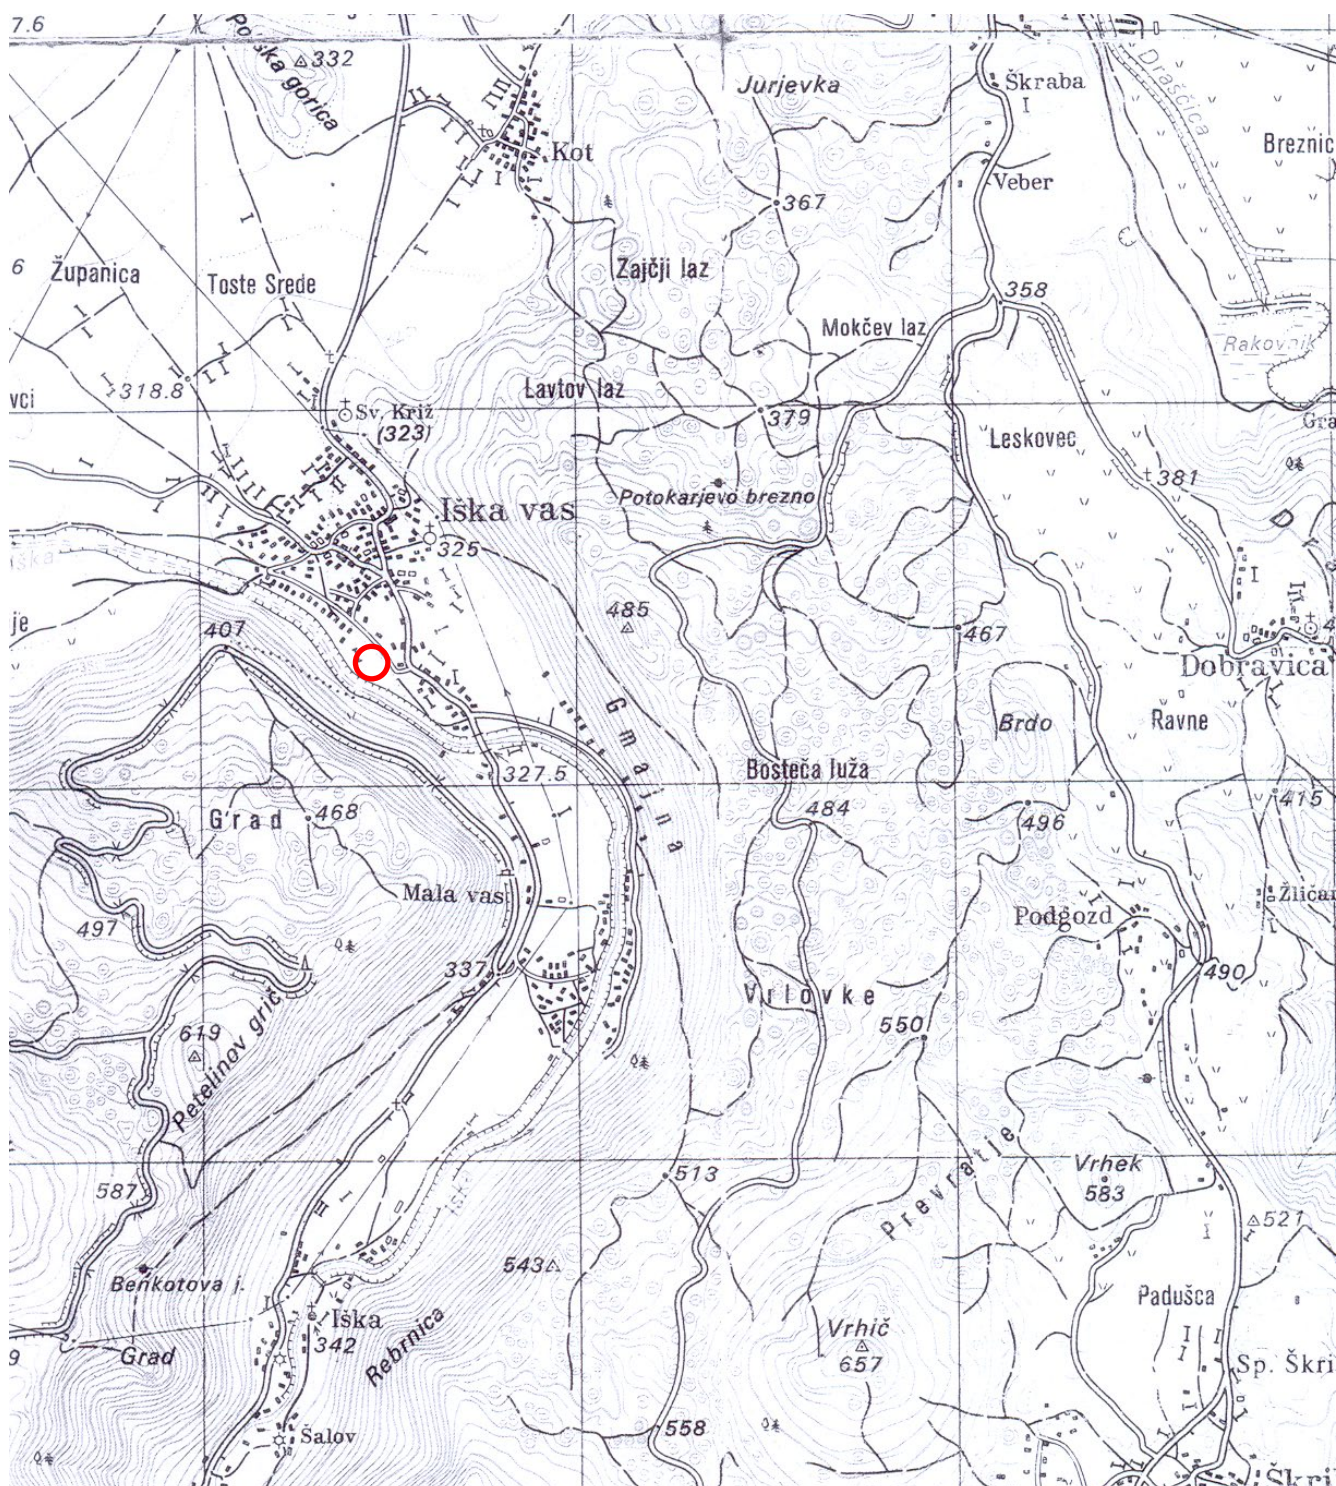 7.6
Poljska gorica
332
Jurjevka
Škraba
Draščica
Kot
Breznic
Veber
367
6
Županica
Toste Srede
Zajčji laz
358
Mokčev laz
Rakovnik
318.8
Lavtov laz
vci
Sv. Križ
(323)
379
Leskovec
Gra
381
Potokarjevo brezno
Iška vas
325
D
485
je
407
467
Dobravica
Gmajna
Brdo
Ravne
327.5
Bosteča luža
Grad
468
484
496
415
Mala vas
Podgozd
Žličar
497
337
490
Vrlovke
550
619
Petelinov grič
Prevratje
Vrhek
583
513
587
521
543
Benkotova j.
Padušca
Iška
342
Rebrnica
Vrhič
657
9
Grad
Sp. Škri
558
Šalov
Škril